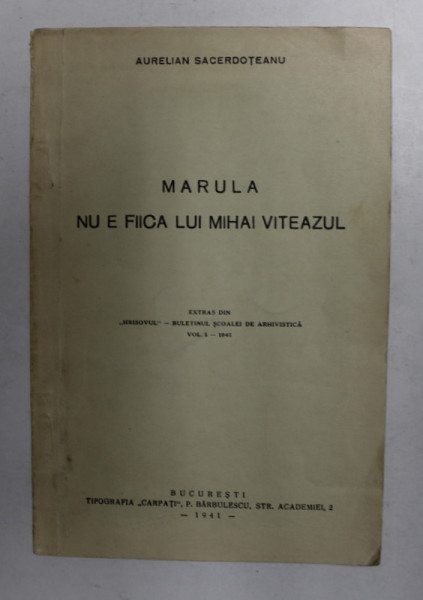 AURELIAN SACERDOȚEANU
MARULA
NU E FIICA LUI MIHAI VITEAZUL
EXTRAS DIN
„HRISOVUL" – BULETINUL ȘCOALEI DE ARHIVISTICĂ
VOL. I – 1941
BUCUREȘTI
TIPOGRAFIA „CARPAȚI", P. BĂRBULESCU, STR. ACADEMIEI, 2
— 1941 —